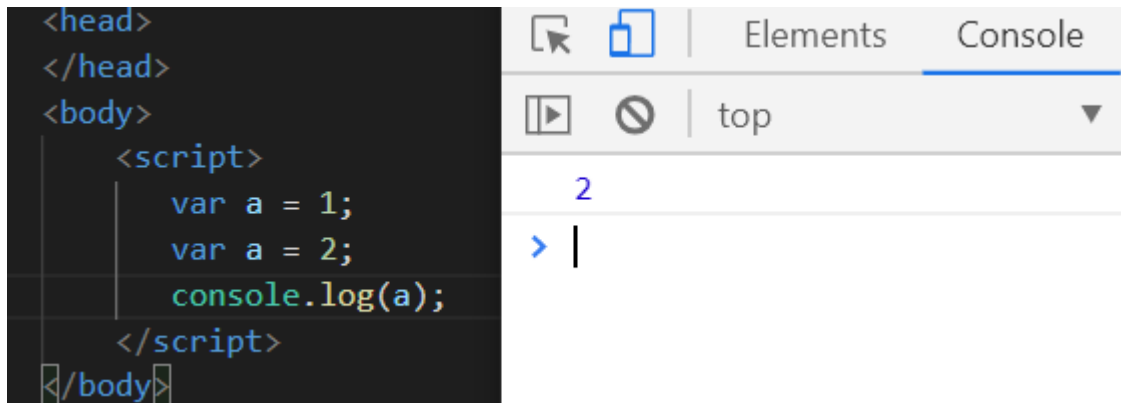 <head>
</head>
<body>
<script>
var a = 1;
var a = 2;
console.log(a);
</script>
</body>
Elements Console
top
2
>